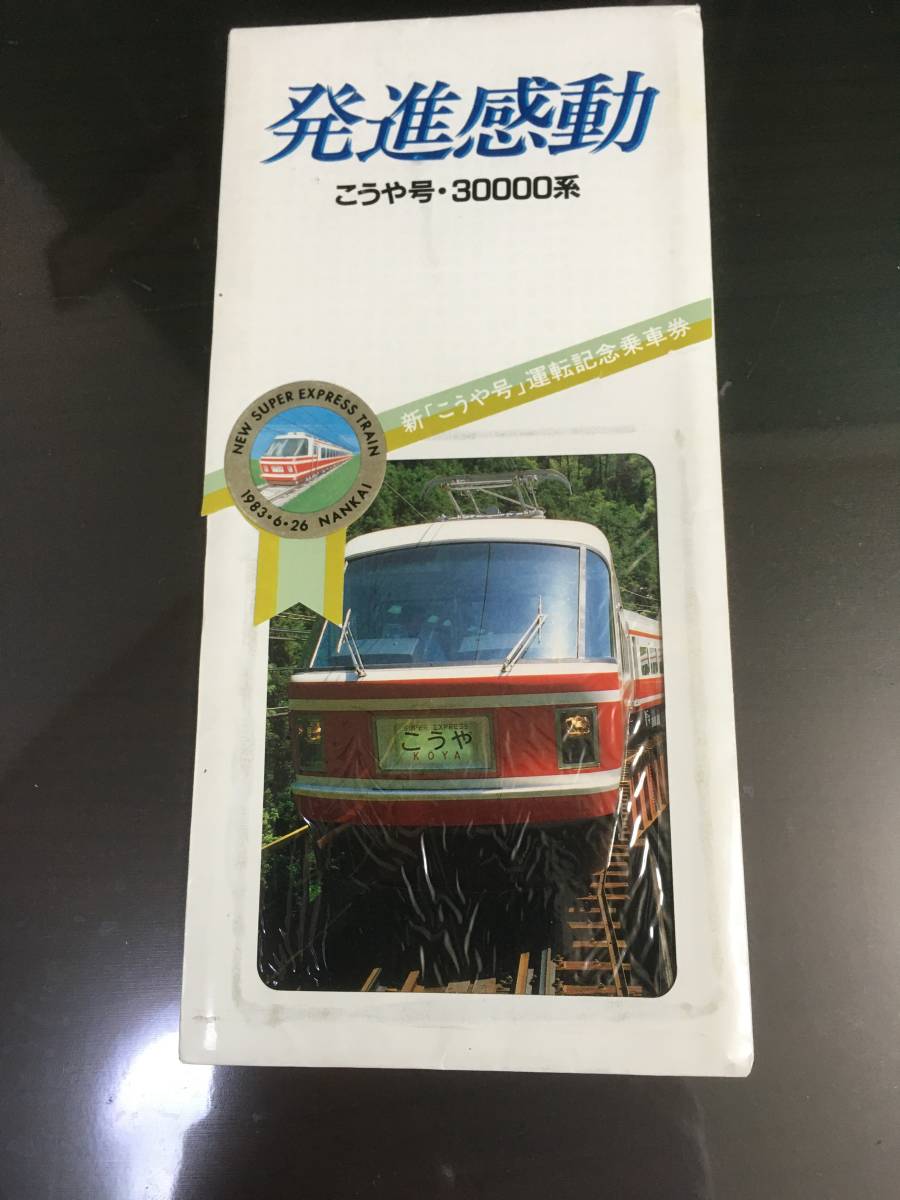 発進感動
こうや号・30000系
新「こうや号」運転記念乗車券
NEW SUPER EXPRESS TRAIN
1983・6・26 NANKAI
SUPER EXPRESS
こうや
KOYA